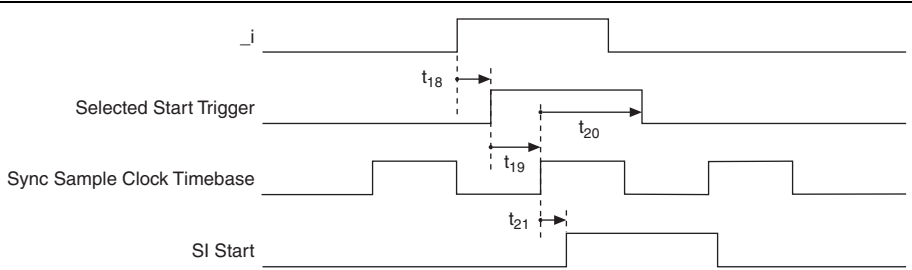 _i
t18
Selected Start Trigger
t20
t19
Sync Sample Clock Timebase
t21
SI Start